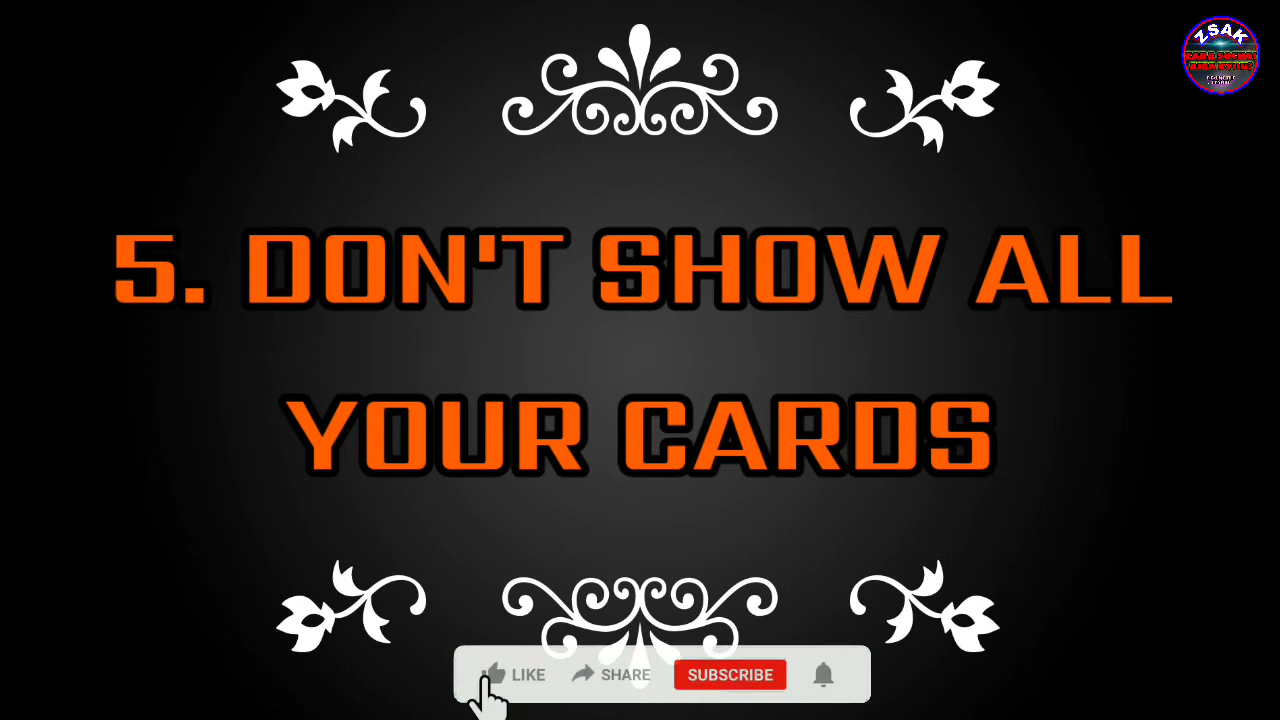 ZSAK
5. DON'T SHOW ALL
YOUR CARDS
LIKE SHARE SUBSCRIBE